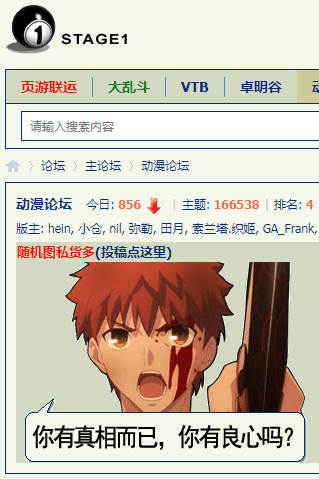 1 STAGE1
页游联运 大乱斗 VTB 卓明谷 动
请输入搜索内容
论坛 主论坛 动漫论坛
动漫论坛 今日: 856 | 主题: 166538 | 排名: 4
版主: hein, 小仓, nil, 弥勒, 田月, 索兰塔.织姬, GA_Frank,
随机图私货多(投稿点这里)
你有真相而已，你有良心吗？